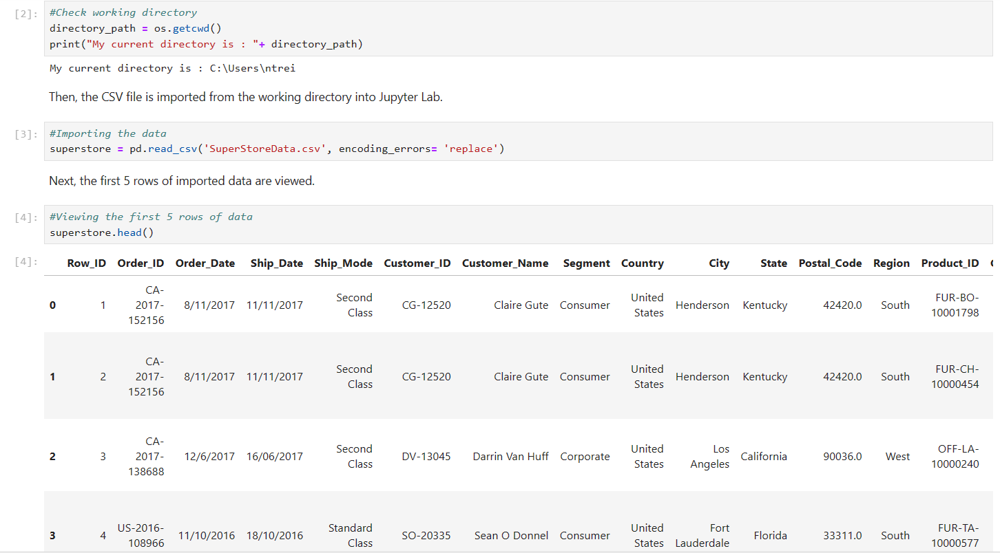 [2]: #Check working directory
directory_path = os.getcwd()
print("My current directory is : "+ directory_path)
My current directory is : C:\Users\ntrei
Then, the CSV file is imported from the working directory into Jupyter Lab.
[3]: #Importing the data
superstore = pd.read_csv('SuperStoreData.csv', encoding_errors= 'replace')
Next, the first 5 rows of imported data are viewed.
[4]: #Viewing the first 5 rows of data
superstore.head()
[4]: Row_ID Order_ID Order_Date Ship_Date Ship_Mode Customer_ID Customer_Name Segment Country City State Postal_Code Region Product_ID
0 1 CA-2017-152156 8/11/2017 11/11/2017 Second Class CG-12520 Claire Gute Consumer United States Henderson Kentucky 42420.0 South FUR-BO-10001798
1 2 CA-2017-152156 8/11/2017 11/11/2017 Second Class CG-12520 Claire Gute Consumer United States Henderson Kentucky 42420.0 South FUR-CH-10000454
2 3 CA-2017-138688 12/6/2017 16/06/2017 Second Class DV-13045 Darrin Van Huff Corporate United States Los Angeles California 90036.0 West OFF-LA-10000240
3 4 US-2016-108966 11/10/2016 18/10/2016 Standard Class SO-20335 Sean O Donnel Consumer United States Fort Lauderdale Florida 33311.0 South FUR-TA-10000577